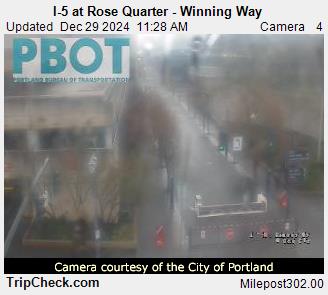 I-5 at Rose Quarter - Winning Way
Updated Dec 29 2024 11:28 AM Camera 4
PBOT
PORTLAND BUREAU OF TRANSPORTATION
Camera courtesy of the City of Portland
TripCheck.com Milepost302.00